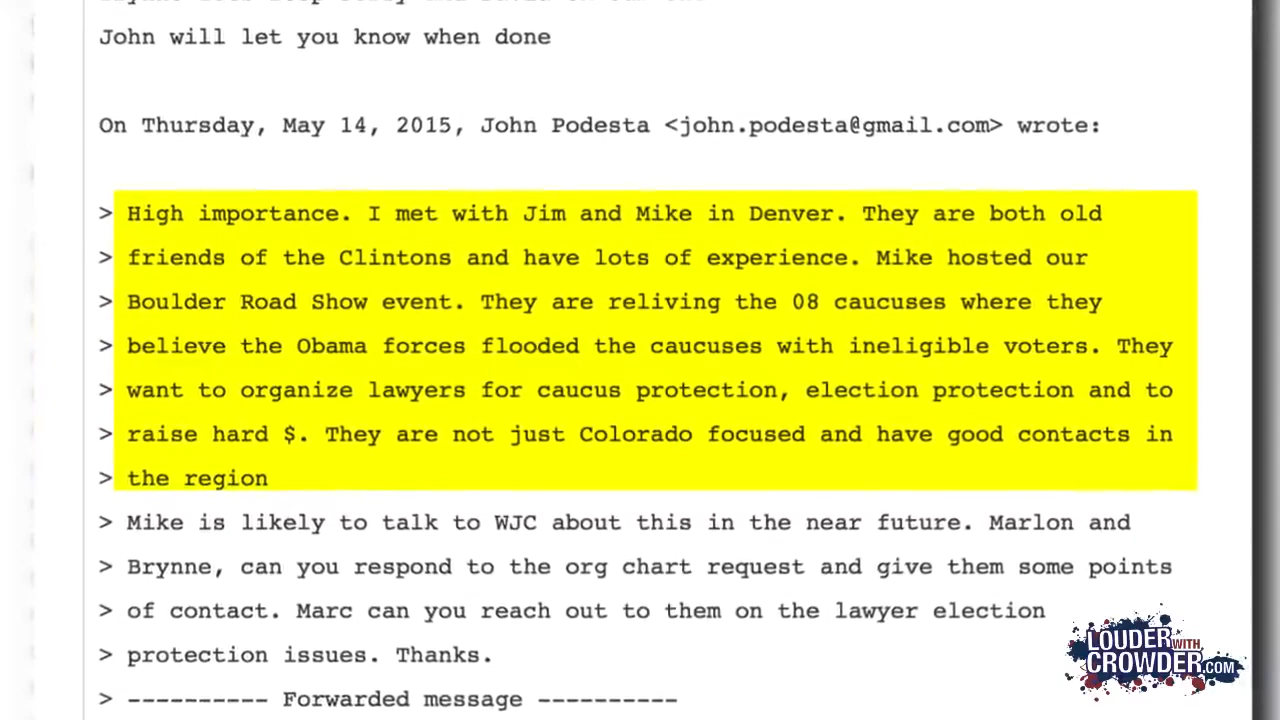 John will let you know when done
On Thursday, May 14, 2015, John Podesta <john.podesta@gmail.com> wrote:
> High importance. I met with Jim and Mike in Denver. They are both old
> friends of the Clintons and have lots of experience. Mike hosted our
> Boulder Road Show event. They are reliving the 08 caucuses where they
> believe the Obama forces flooded the caucuses with ineligible voters. They
> want to organize lawyers for caucus protection, election protection and to
> raise hard $. They are not just Colorado focused and have good contacts in
> the region
> Mike is likely to talk to WJC about this in the near future. Marlon and
> Brynne, can you respond to the org chart request and give them some points
> of contact. Marc can you reach out to them on the lawyer election
> protection issues. Thanks.
> ---------- Forwarded message ----------
LOUDER WITH
CROWDER.COM